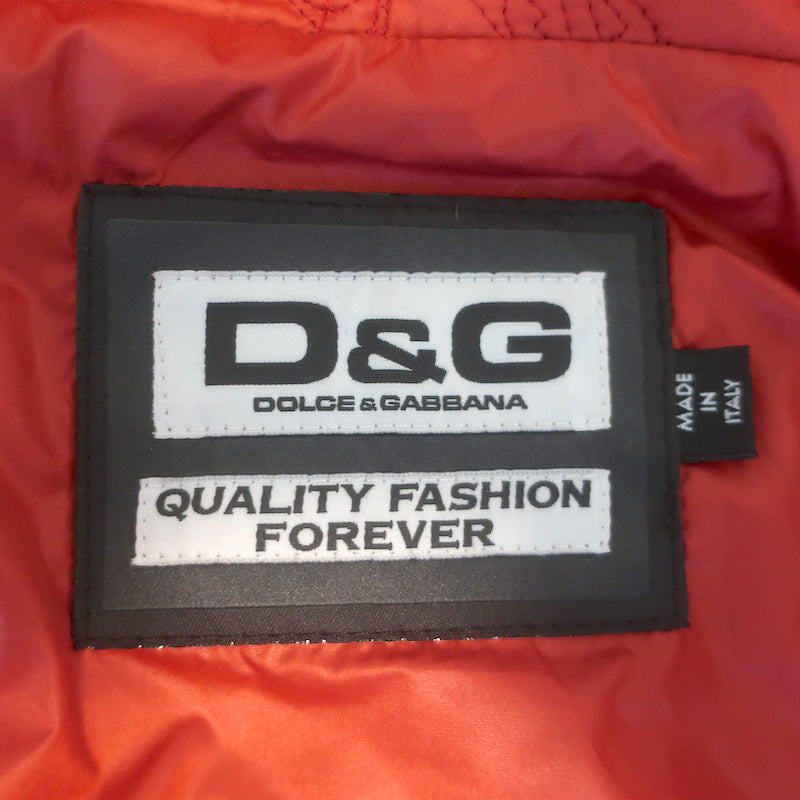 D&G
DOLCE & GABBANA
QUALITY FASHION
FOREVER
MADE
IN
ITALY